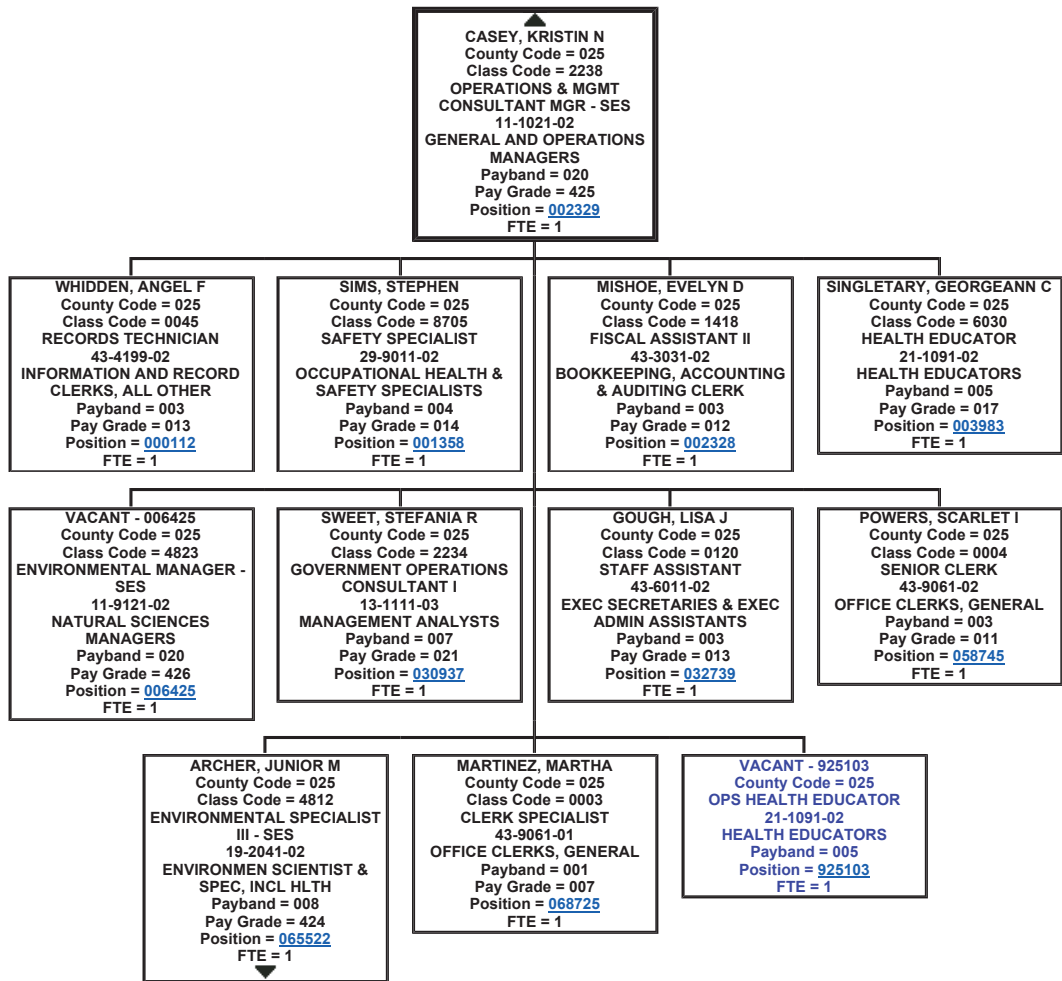 CASEY, KRISTIN N
County Code = 025
Class Code = 2238
OPERATIONS & MGMT
CONSULTANT MGR - SES
11-1021-02
GENERAL AND OPERATIONS
MANAGERS
Payband = 020
Pay Grade = 425
Position = 002329
FTE = 1
WHIDDEN, ANGEL F
County Code = 025
Class Code = 0045
RECORDS TECHNICIAN
43-4199-02
INFORMATION AND RECORD
CLERKS, ALL OTHER
Payband = 003
Pay Grade = 013
Position = 000112
FTE = 1
SIMS, STEPHEN
County Code = 025
Class Code = 8705
SAFETY SPECIALIST
29-9011-02
OCCUPATIONAL HEALTH &
SAFETY SPECIALISTS
Payband = 004
Pay Grade = 014
Position = 001358
FTE = 1
MISHOE, EVELYN D
County Code = 025
Class Code = 1418
FISCAL ASSISTANT II
43-3031-02
BOOKKEEPING, ACCOUNTING
& AUDITING CLERK
Payband = 003
Pay Grade = 012
Position = 002328
FTE = 1
SINGLETARY, GEORGEANN C
County Code = 025
Class Code = 6030
HEALTH EDUCATOR
21-1091-02
HEALTH EDUCATORS
Payband = 005
Pay Grade = 017
Position = 003983
FTE = 1
VACANT - 006425
County Code = 025
Class Code = 4823
ENVIRONMENTAL MANAGER -
SES
11-9121-02
NATURAL SCIENCES
MANAGERS
Payband = 020
Pay Grade = 426
Position = 006425
FTE = 1
SWEET, STEFANIA R
County Code = 025
Class Code = 2234
GOVERNMENT OPERATIONS
CONSULTANT I
13-1111-03
MANAGEMENT ANALYSTS
Payband = 007
Pay Grade = 021
Position = 030937
FTE = 1
GOUGH, LISA J
County Code = 025
Class Code = 0120
STAFF ASSISTANT
43-6011-02
EXEC SECRETARIES & EXEC
ADMIN ASSISTANTS
Payband = 003
Pay Grade = 013
Position = 032739
FTE = 1
POWERS, SCARLET I
County Code = 025
Class Code = 0004
SENIOR CLERK
43-9061-02
OFFICE CLERKS, GENERAL
Payband = 003
Pay Grade = 011
Position = 058745
FTE = 1
ARCHER, JUNIOR M
County Code = 025
Class Code = 4812
ENVIRONMENTAL SPECIALIST
III - SES
19-2041-02
ENVIRONMEN SCIENTIST &
SPEC, INCL HLTH
Payband = 008
Pay Grade = 424
Position = 065522
FTE = 1
MARTINEZ, MARTHA
County Code = 025
Class Code = 0003
CLERK SPECIALIST
43-9061-01
OFFICE CLERKS, GENERAL
Payband = 001
Pay Grade = 007
Position = 068725
FTE = 1
VACANT - 925103
County Code = 025
OPS HEALTH EDUCATOR
21-1091-02
HEALTH EDUCATORS
Payband = 005
Position = 925103
FTE = 1